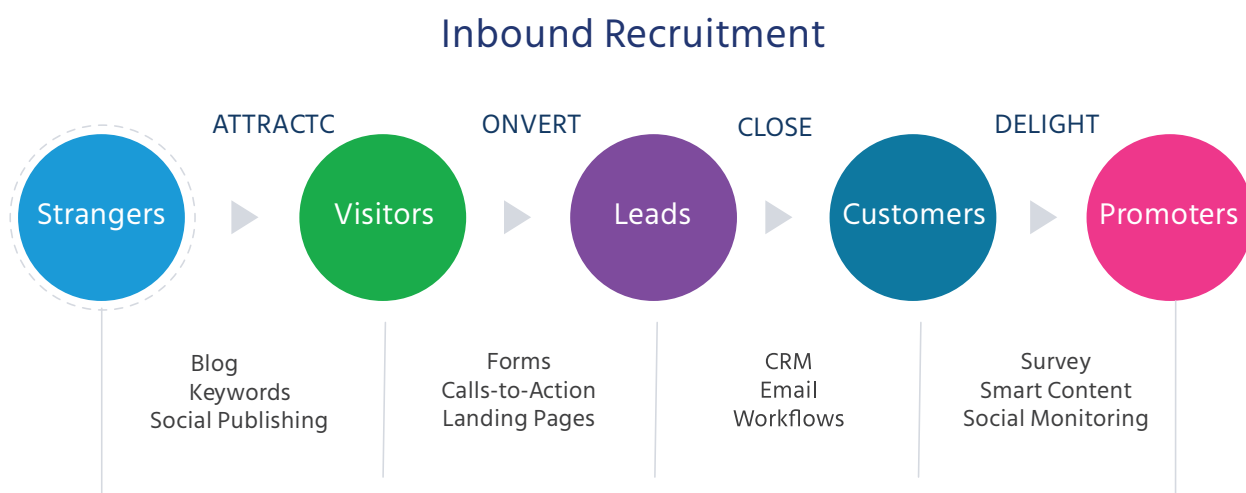 Inbound Recruitment
ATTRACTC
ONVERT
CLOSE
DELIGHT
Strangers
Visitors
Leads
Customers
Promoters
Blog
Keywords
Social Publishing
Forms
Calls-to-Action
Landing Pages
CRM
Email
Workflows
Survey
Smart Content
Social Monitoring